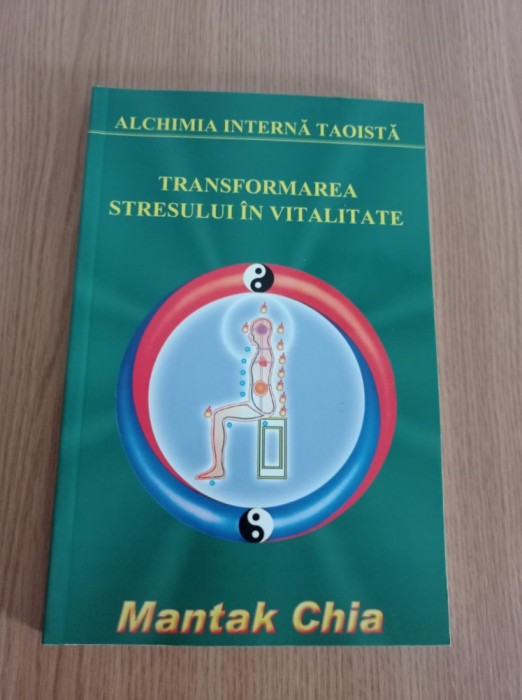 ALCHIMIA INTERNĂ TAOISTĂ
TRANSFORMAREA
STRESULUI ÎN VITALITATE
Mantak Chia